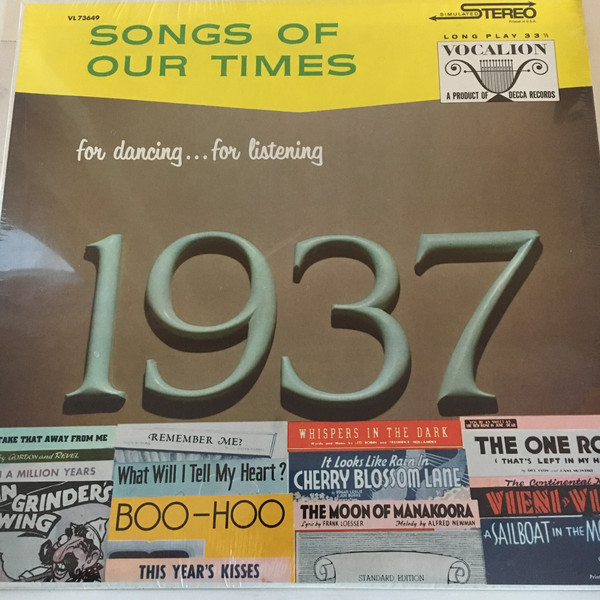 VL 73649
SONGS OF
OUR TIMES
SIMULATED STEREO
LONG PLAY 33 ⅓
VOCALION
A PRODUCT OF DECCA RECORDS
for dancing...for listening
1937
TAKE THAT AWAY FROM ME
GORDON and REVEL
A MILLION YEARS
GRINDERS
WING
REMEMBER ME?
What Will I Tell My Heart?
BOO-HOO
THIS YEAR'S KISSES
WHISPERS IN THE DARK
It Looks Like Rain In
CHERRY BLOSSOM LANE
THE MOON OF MANAKOORA
Lyric by FRANK LOESSER Melody by ALFRED NEWMAN
STANDARD EDITION
THE ONE RO
(THAT'S LEFT IN MY H
The Continental
VIENI-VI
A SAILBOAT IN THE MO